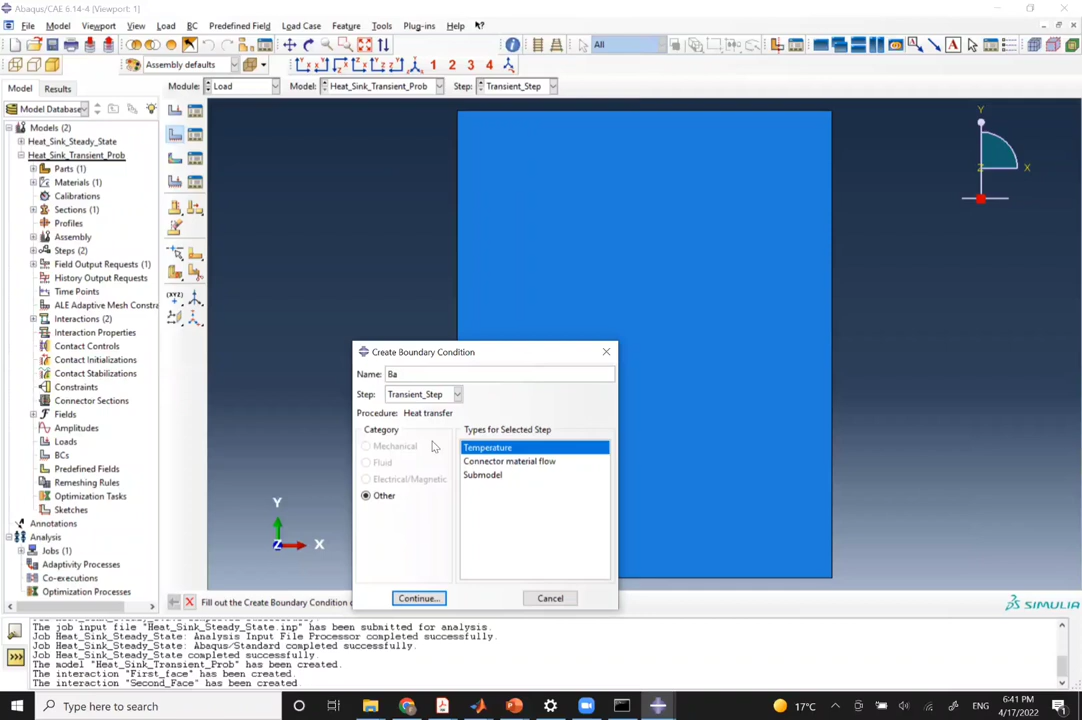 Abaqus/CAE 6.14-4 [Viewport: 1]
File Model Viewport View Load BC Predefined Field Load Case Feature Tools Plug-ins Help
All
Assembly defaults
1 2 3 4
Model Results
Module: Load Model: Heat_Sink_Transient_Prob Step: Transient_Step
Model Database
Models (2)
Heat_Sink_Steady_State
Heat_Sink_Transient_Prob
Parts (1)
Materials (1)
Calibrations
Sections (1)
Profiles
Assembly
Steps (2)
Field Output Requests (1)
History Output Requests
Time Points
ALE Adaptive Mesh Constra
Interactions (2)
Interaction Properties
Contact Controls
Contact Initializations
Contact Stabilizations
Constraints
Connector Sections
Fields
Amplitudes
Loads
BCs
Predefined Fields
Remeshing Rules
Optimization Tasks
Sketches
Annotations
Analysis
Jobs (1)
Adaptivity Processes
Co-executions
Optimization Processes
(XYZ)
Y
Z X
Y
Z X
Create Boundary Condition
Name: Ba
Step: Transient_Step
Procedure: Heat transfer
Category
Mechanical
Fluid
Electrical/Magnetic
Other
Types for Selected Step
Temperature
Connector material flow
Submodel
Continue... Cancel
Fill out the Create Boundary Condition
SIMULIA
The job input file "Heat_Sink_Steady_State.inp" has been submitted for analysis.
Job Heat_Sink_Steady_State: Analysis Input File Processor completed successfully.
Job Heat_Sink_Steady_State: Abaqus/Standard completed successfully.
Job Heat_Sink_Steady_State completed successfully.
The model "Heat_Sink_Transient_Prob" has been created.
The interaction "First_face" has been created.
The interaction "Second_Face" has been created.
Type here to search
17°C
6:41 PM
4/17/2022